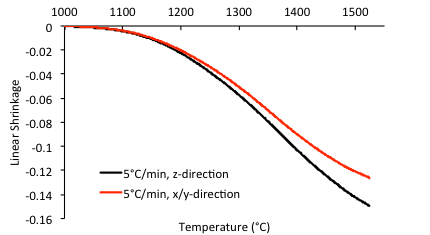 1000 1100 1200 1300 1400 1500
0
-0.02
-0.04
-0.06
-0.08
-0.1
-0.12
-0.14
-0.16
Linear Shrinkage
5°C/min, z-direction
5°C/min, x/y-direction
Temperature (°C)